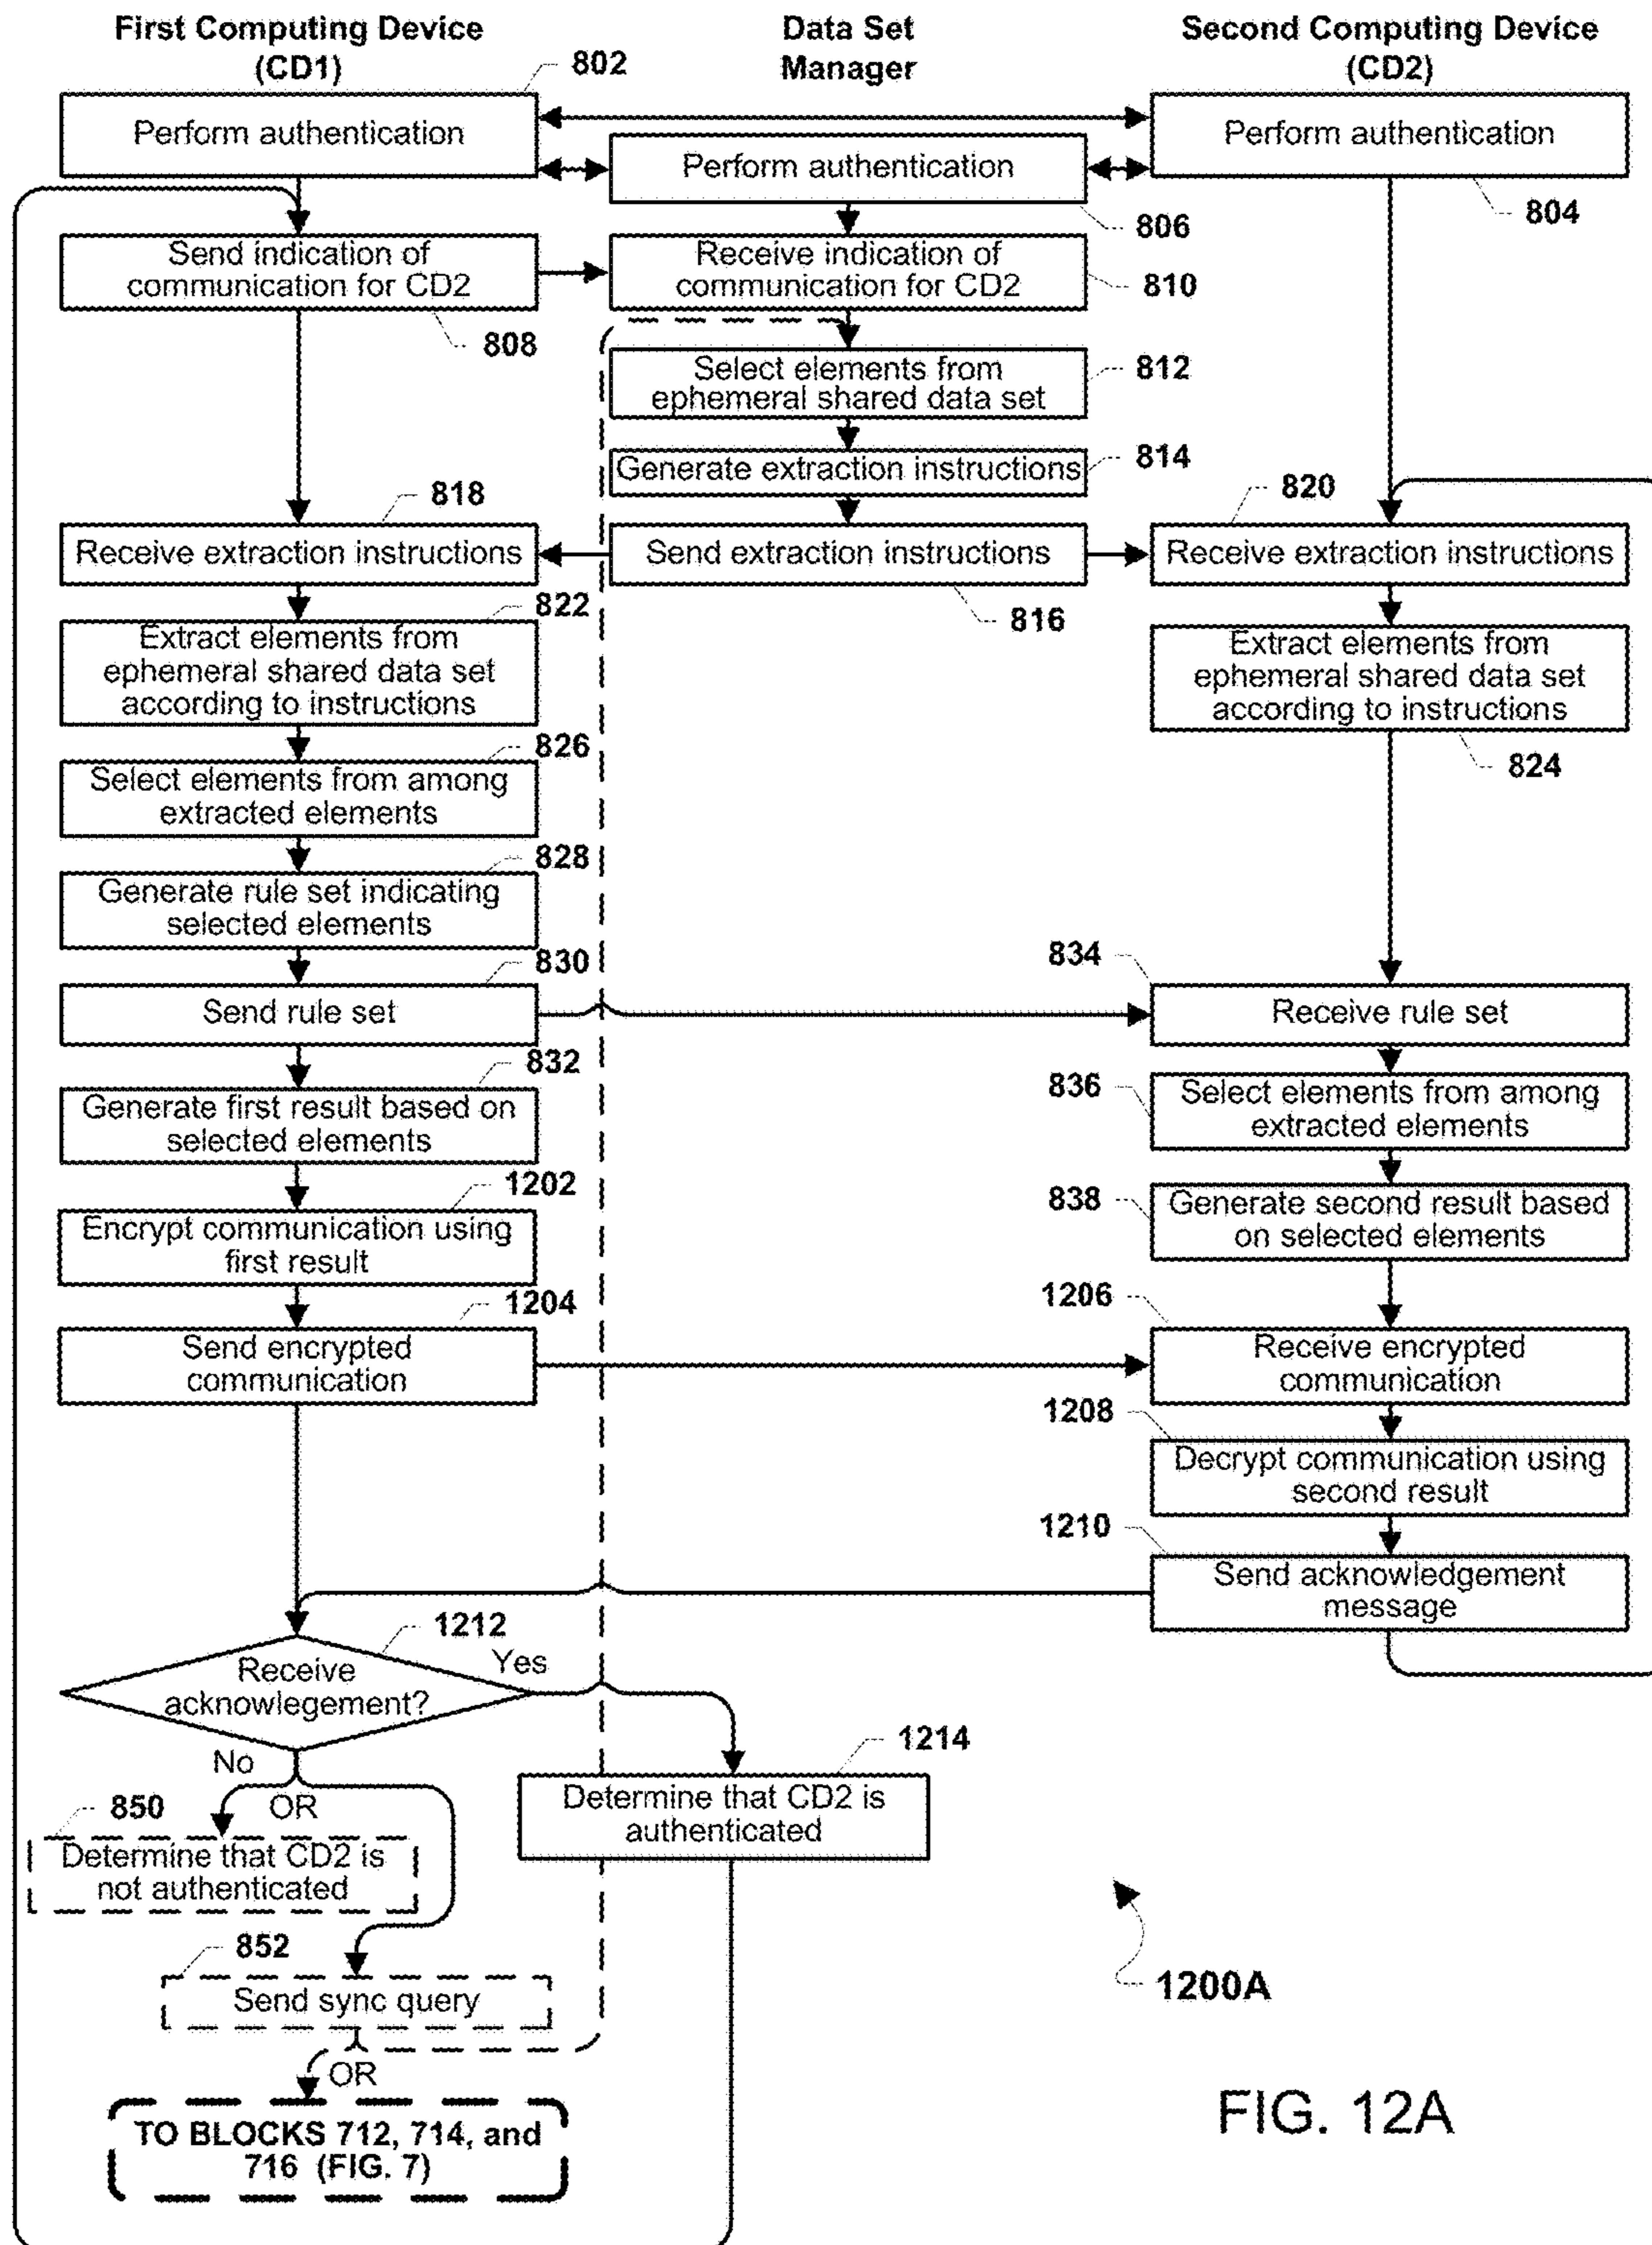 First Computing Device
(CD1)
Data Set
Manager
Second Computing Device
(CD2)
802
Perform authentication
Perform authentication
806
Perform authentication
804
Send indication of
communication for CD2
808
Receive indication of
communication for CD2
810
Select elements from
ephemeral shared data set
812
Generate extraction instructions
814
818
Receive extraction instructions
Send extraction instructions
816
820
Receive extraction instructions
822
Extract elements from
ephemeral shared data set
according to instructions
Extract elements from
ephemeral shared data set
according to instructions
824
826
Select elements from among
extracted elements
828
Generate rule set indicating
selected elements
830
Send rule set
834
Receive rule set
832
Generate first result based on
selected elements
836
Select elements from among
extracted elements
1202
Encrypt communication using
first result
838
Generate second result based
on selected elements
1204
Send encrypted
communication
1206
Receive encrypted
communication
1208
Decrypt communication using
second result
1210
Send acknowledgement
message
1212
Receive
acknowlegement?
Yes
No
OR
1214
Determine that CD2 is
authenticated
850
Determine that CD2 is
not authenticated
852
Send sync query
OR
TO BLOCKS 712, 714, and
716 (FIG. 7)
1200A
FIG. 12A